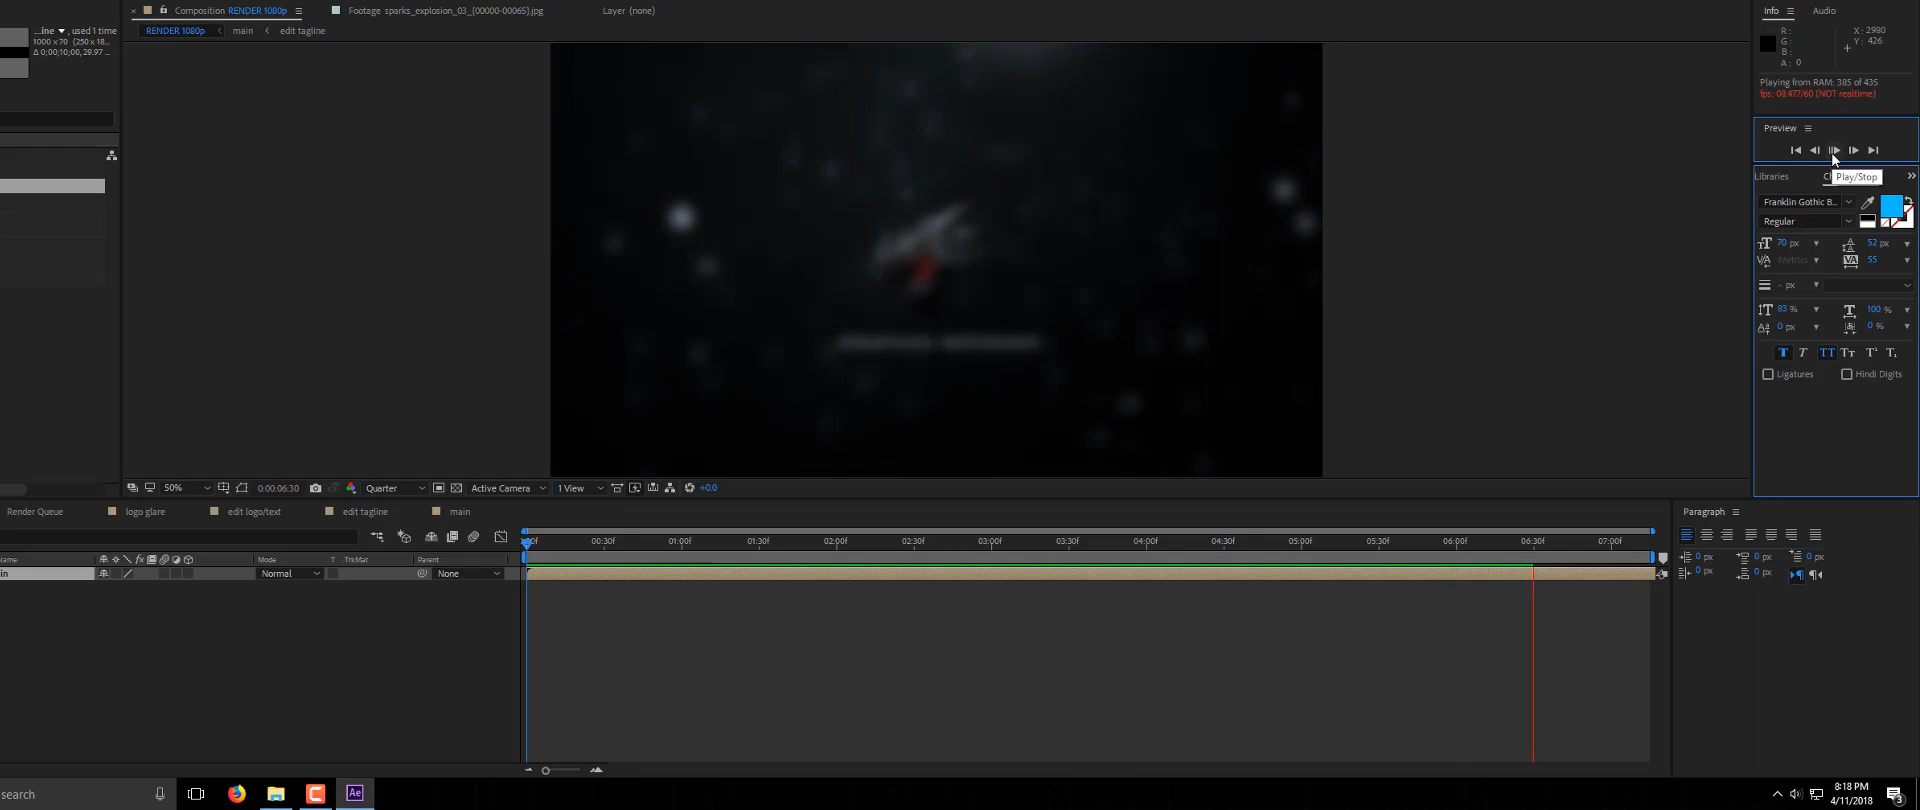 Composition RENDER 1080p
Footage sparks_explosion_03_{00000-00065}.jpg
Layer (none)
RENDER 1080p
main
edit tagline
...ine ▼, used 1 time
1000 x 70 (250 x 18...
Δ 0;00;10;00, 29.97
50%
0:00:06:30
Quarter
Active Camera
1 View
+0.0
Info
Audio
R :
G :
B :
A : 0
X : 2980
Y : 426
Playing from RAM: 385 of 435
fps: 08.477/60 (NOT realtime)
Preview
Play/Stop
Libraries
Franklin Gothic B...
Regular
70 px
52 px
Metrics
55
- px
83 %
100 %
0 px
0 %
Ligatures
Hindi Digits
Render Queue
logo glare
edit logo/text
edit tagline
main
00:30f
01:00f
01:30f
02:00f
02:30f
03:00f
03:30f
04:00f
04:30f
05:00f
05:30f
06:00f
06:30f
07:00f
Mode
T
.TrkMat
Parent
Normal
None
Paragraph
0 px
0 px
0 px
0 px
0 px
search
8:18 PM
4/11/2018
3